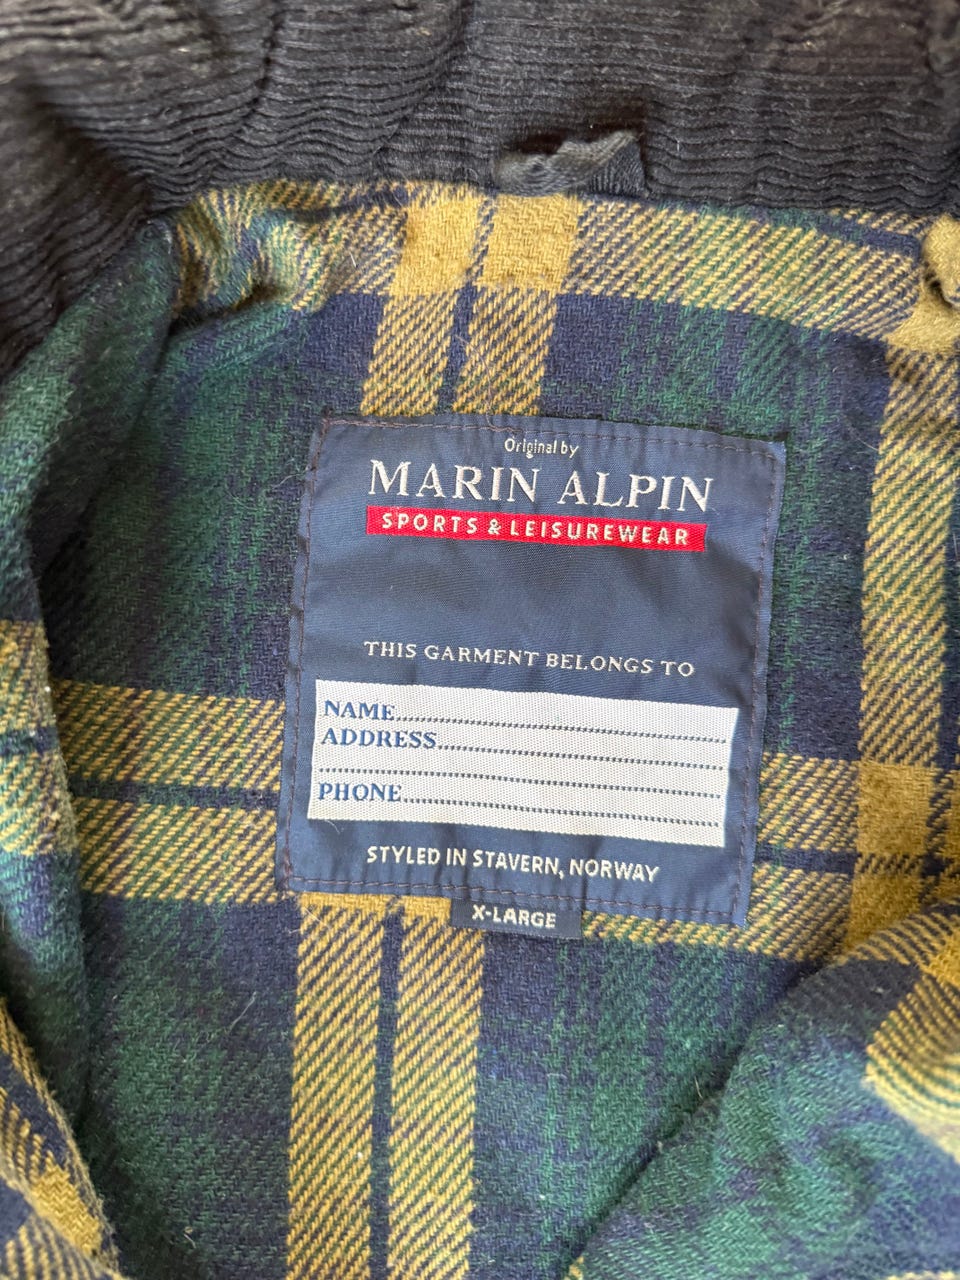 Original by
MARIN ALPIN
SPORTS & LEISUREWEAR
THIS GARMENT BELONGS TO
NAME
ADDRESS
PHONE
STYLED IN STAVERN, NORWAY
X-LARGE